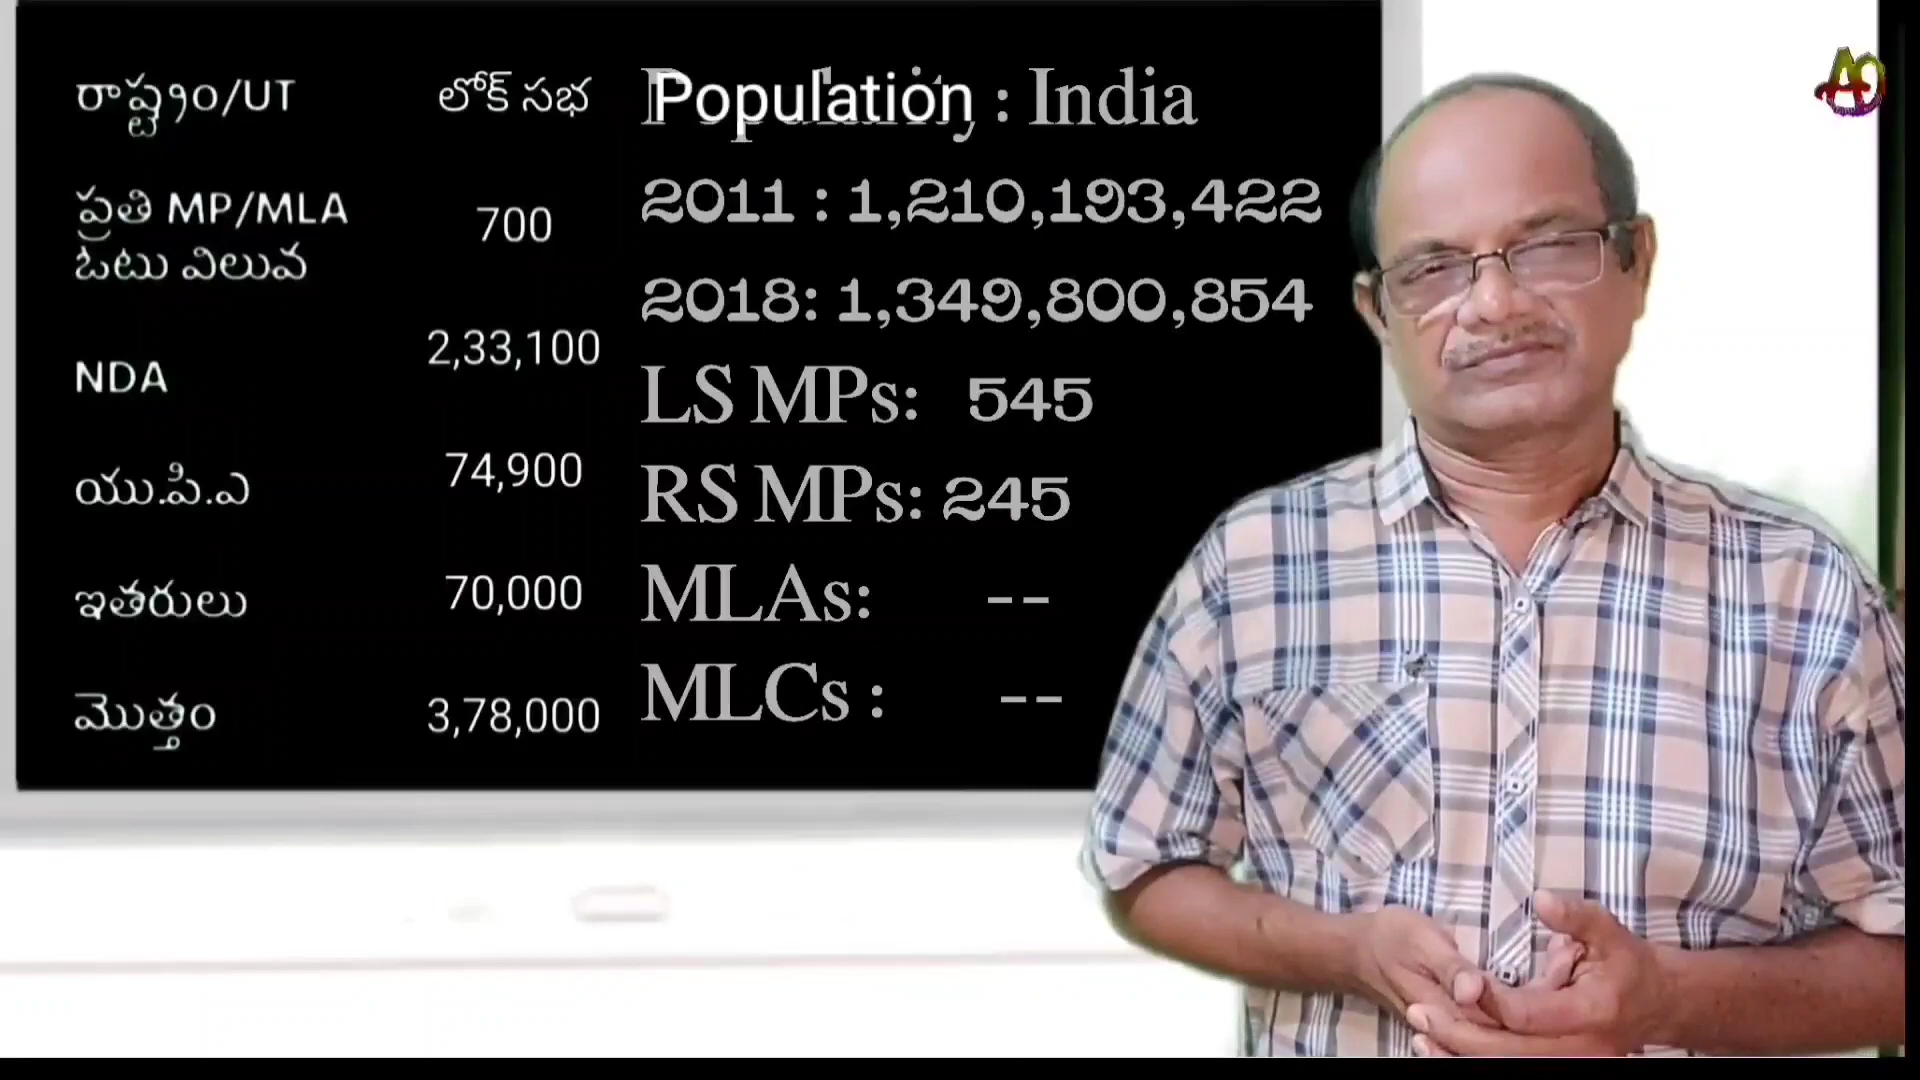 రాష్ట్రం/UT లోక్ సభ
ప్రతి MP/MLA
ఓటు విలువ 700
NDA 2,33,100
యు.పి.ఎ 74,900
ఇతరులు 70,000
మొత్తం 3,78,000
Population : India
2011 : 1,210,193,422
2018: 1,349,800,854
LS MPs: 545
RS MPs: 245
MLAs: --
MLCs : --